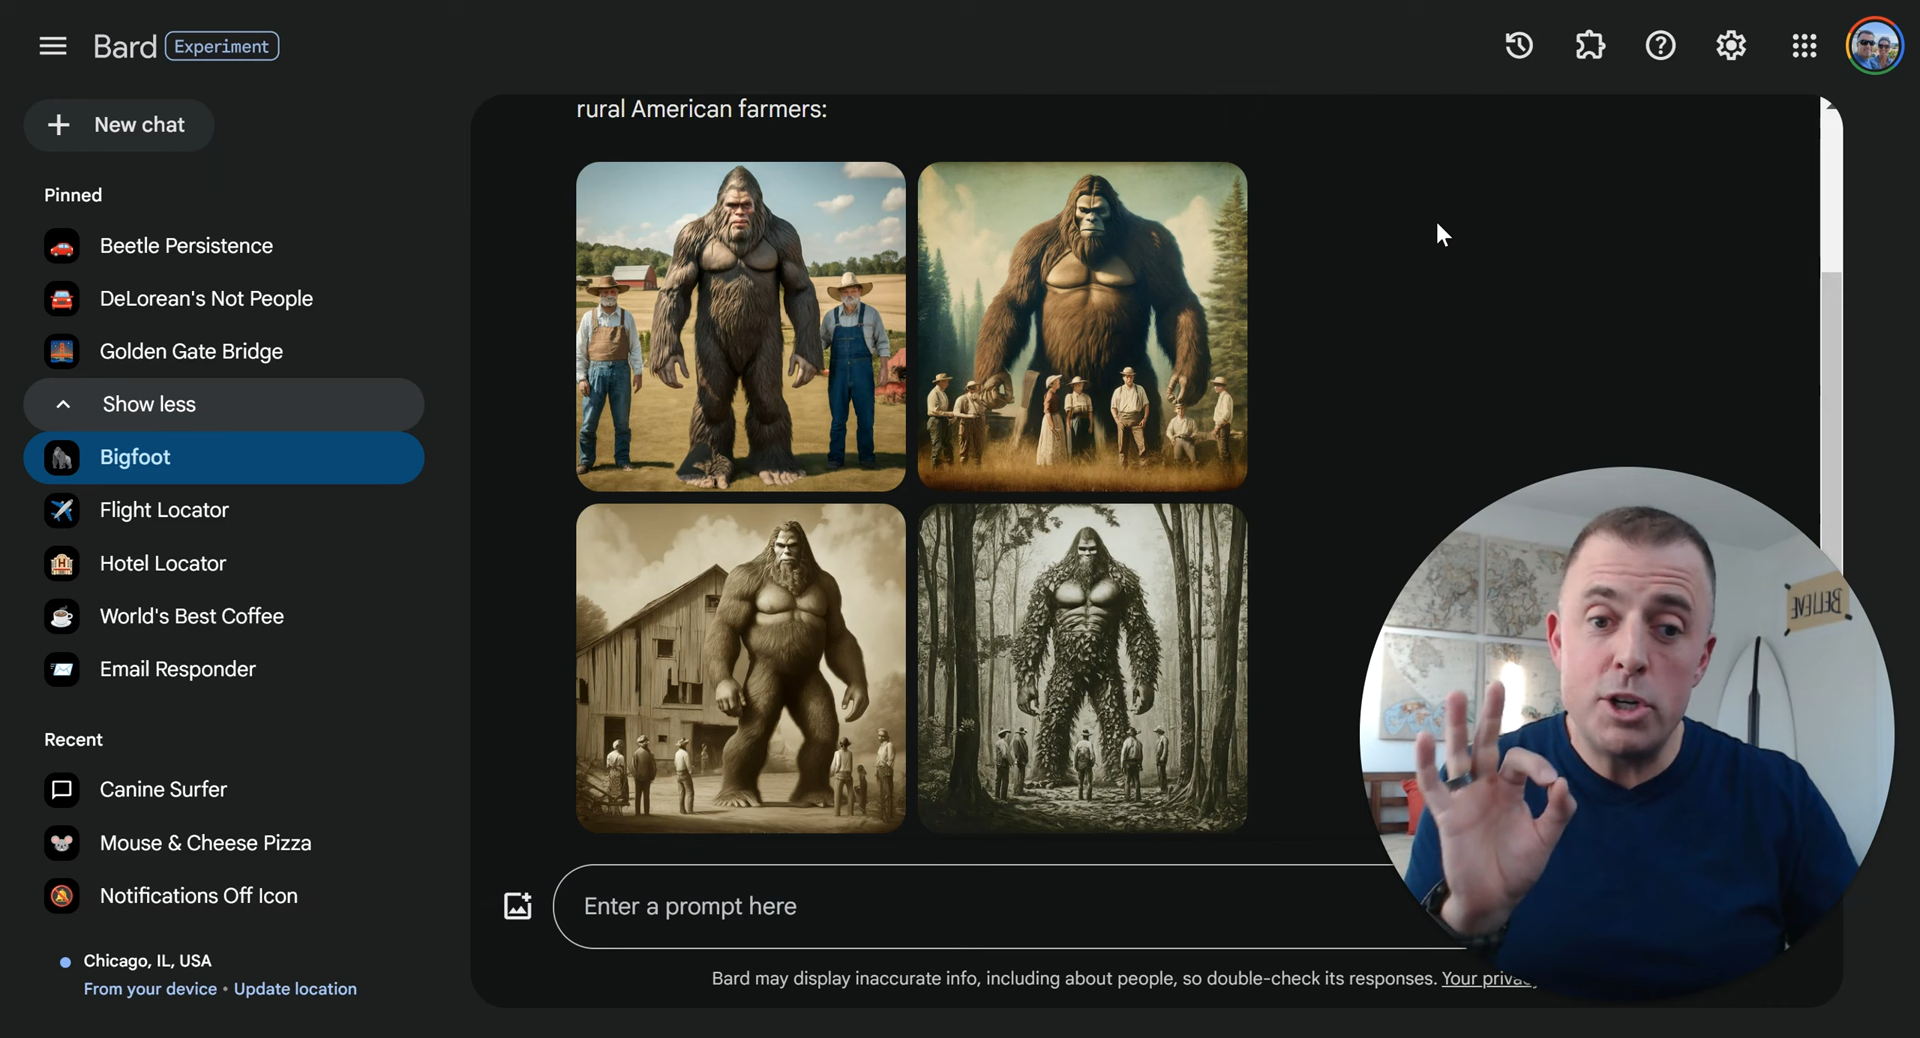 Bard Experiment
New chat
Pinned
Beetle Persistence
DeLorean's Not People
Golden Gate Bridge
Show less
Bigfoot
Flight Locator
Hotel Locator
World's Best Coffee
Email Responder
Recent
Canine Surfer
Mouse & Cheese Pizza
Notifications Off Icon
Chicago, IL, USA
From your device • Update location
rural American farmers:
BELIEVE
Enter a prompt here
Bard may display inaccurate info, including about people, so double-check its responses. Your